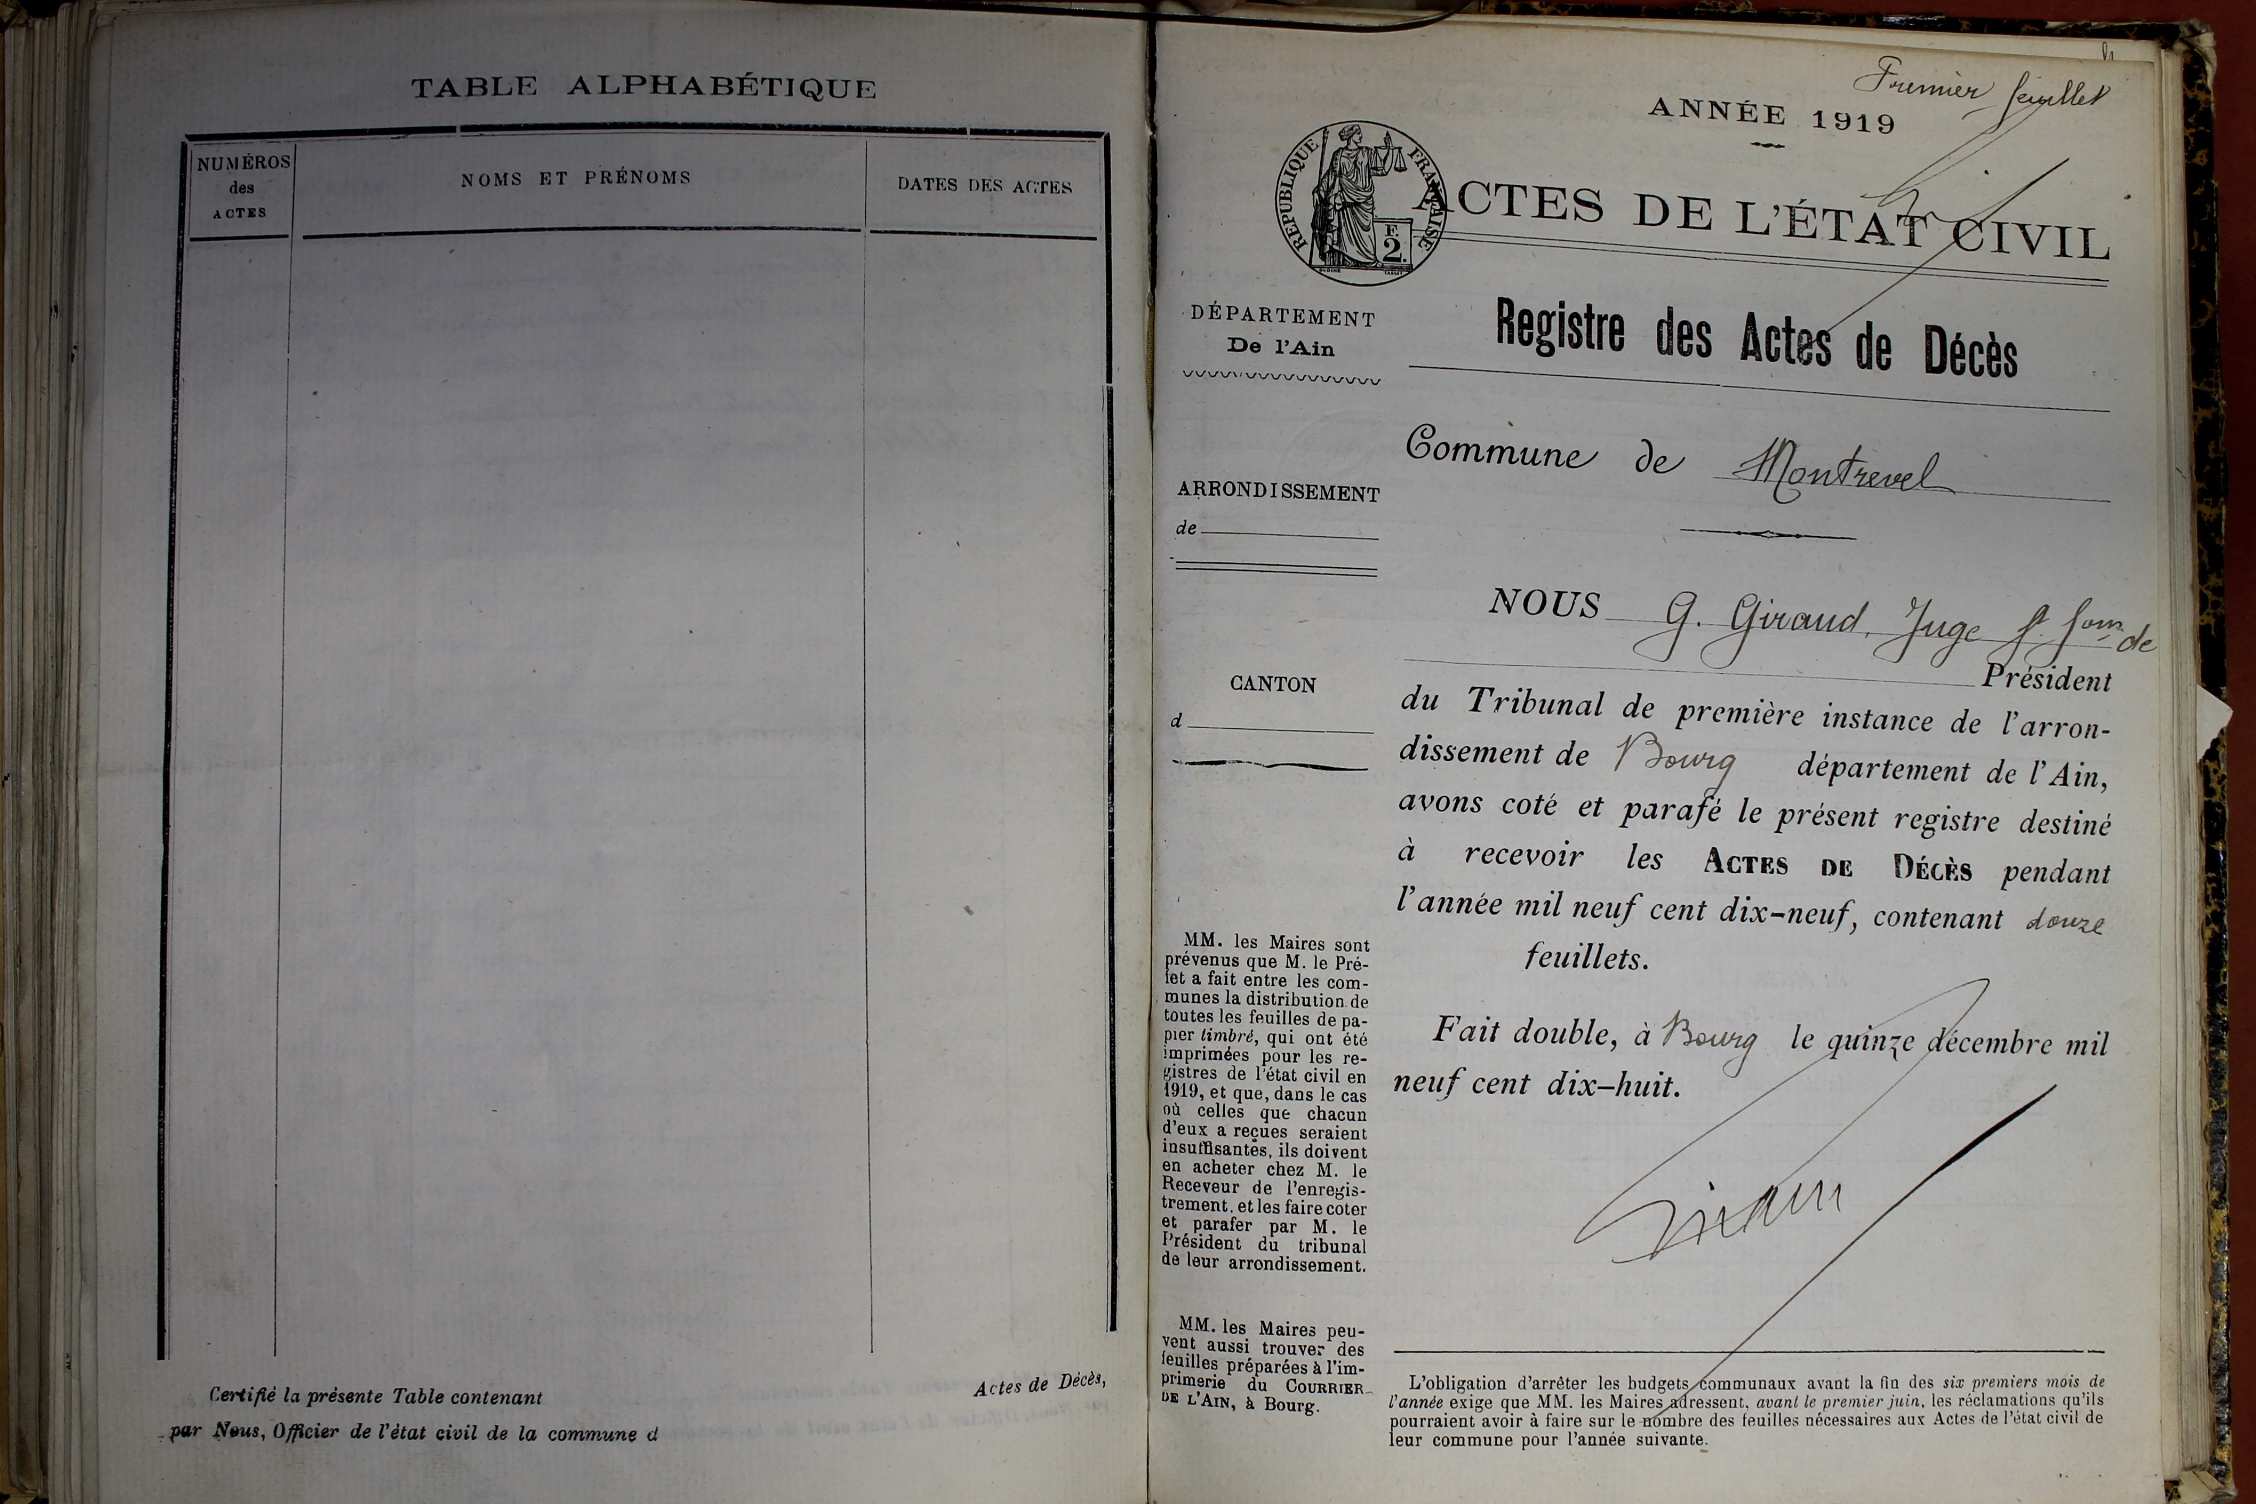 TABLE ALPHABÉTIQUE
NUMÉROS
des
ACTES
NOMS ET PRÉNOMS
DATES DES ACTES
Certifié la présente Table contenant
Actes de Décès,
par Nous, Officier de l'état civil de la commune d
Premier feuillet
ANNÉE 1919
RÉPUBLIQUE FRANÇAISE
F.
2.
ACTES DE L'ÉTAT CIVIL
DÉPARTEMENT
De l'Ain
Registre des Actes de Décès
Commune de Montrevel
ARRONDISSEMENT
de
CANTON
d
NOUS G. Giraud, Juge de
Président
du Tribunal de première instance de l'arron-
dissement de Bourg département de l'Ain,
avons coté et parafé le présent registre destiné
à recevoir les ACTES DE DÉCÈS pendant
l'année mil neuf cent dix-neuf, contenant douze
feuillets.
Fait double, à Bourg le quinze décembre mil
neuf cent dix-huit.
MM. les Maires sont
prévenus que M. le Pré-
fet a fait entre les com-
munes la distribution de
toutes les feuilles de pa-
pier timbré, qui ont été
imprimées pour les re-
gistres de l'état civil en
1919, et que, dans le cas
où celles que chacun
d'eux a reçues seraient
insuffisantes, ils doivent
en acheter chez M. le
Receveur de l'enregis-
trement, et les faire coter
et parafer par M. le
Président du tribunal
de leur arrondissement.
MM. les Maires peu-
vent aussi trouver des
feuilles préparées à l'im-
primerie du COURRIER
DE L'AIN, à Bourg.
L'obligation d'arrêter les budgets communaux avant la fin des six premiers mois de
l'année exige que MM. les Maires adressent, avant le premier juin, les réclamations qu'ils
pourraient avoir à faire sur le nombre des feuilles nécessaires aux Actes de l'état civil de
leur commune pour l'année suivante.